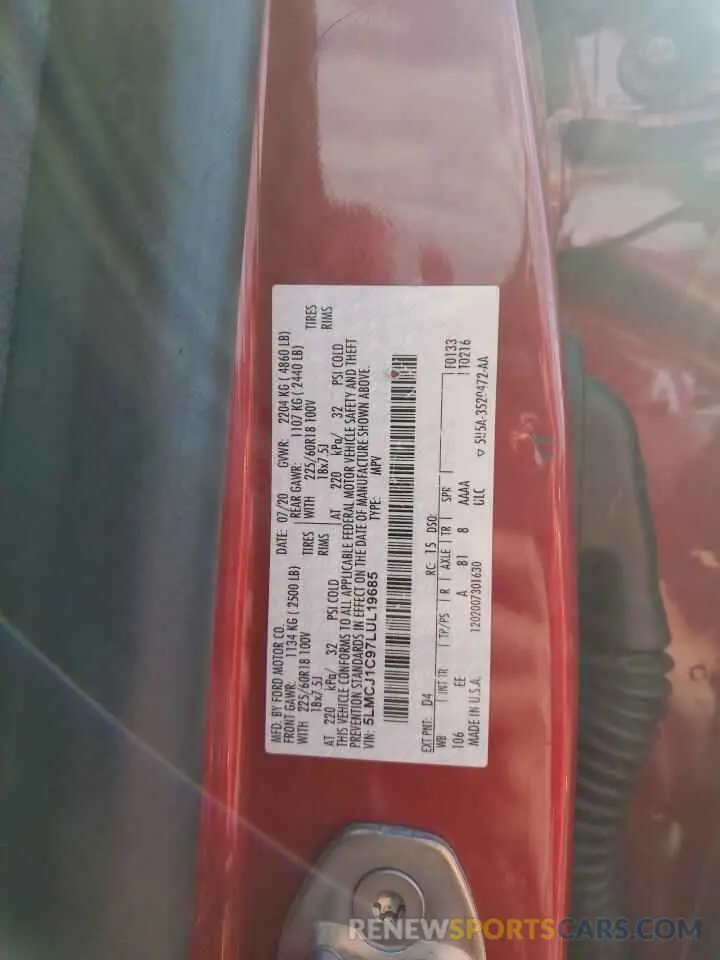 MFD. BY FORD MOTOR CO.
DATE: 07/20 GVWR: 2204 KG ( 4860 LB)
FRONT GAWR: 1134 KG ( 2500 LB) REAR GAWR: 1107 KG ( 2440 LB)
WITH 225/60R18 100V TIRES WITH 225/60R18 100V TIRES
18x7.5J RIMS 18x7.5J RIMS
AT 220 kPa/ 32 PSI COLD AT 220 kPa/ 32 PSI COLD
THIS VEHICLE CONFORMS TO ALL APPLICABLE FEDERAL MOTOR VEHICLE SAFETY AND THEFT
PREVENTION STANDARDS IN EFFECT ON THE DATE OF MANUFACTURE SHOWN ABOVE.
VIN: 5LMCJ1C97LUL19685 TYPE: MPV
EXT PNT: D4 RC: 15 DSO: F0133
WB INT TR TP/PS R AXLE TR SPR T0216
106 EE A 81 8 AAAA
MADE IN U.S.A. 1202007301630 ULC
RENEWSPORTSCARS.COM